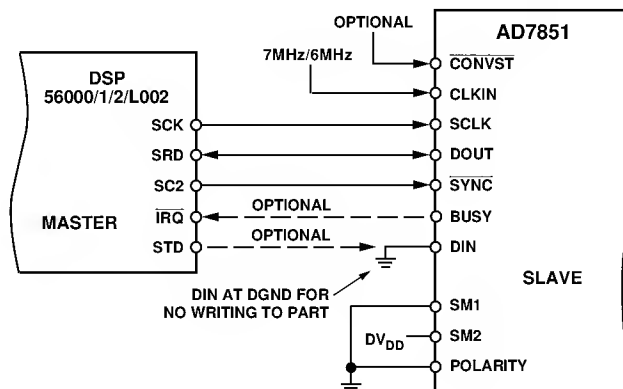 OPTIONAL
AD7851
7MHz/6MHz
DSP
56000/1/2/L002
CONVST
CLKIN
SCK
SCLK
SRD
DOUT
SC2
SYNC
IRQ
OPTIONAL
BUSY
MASTER
STD
OPTIONAL
DIN
SLAVE
DIN AT DGND FOR
NO WRITING TO PART
SM1
DVDD
SM2
POLARITY